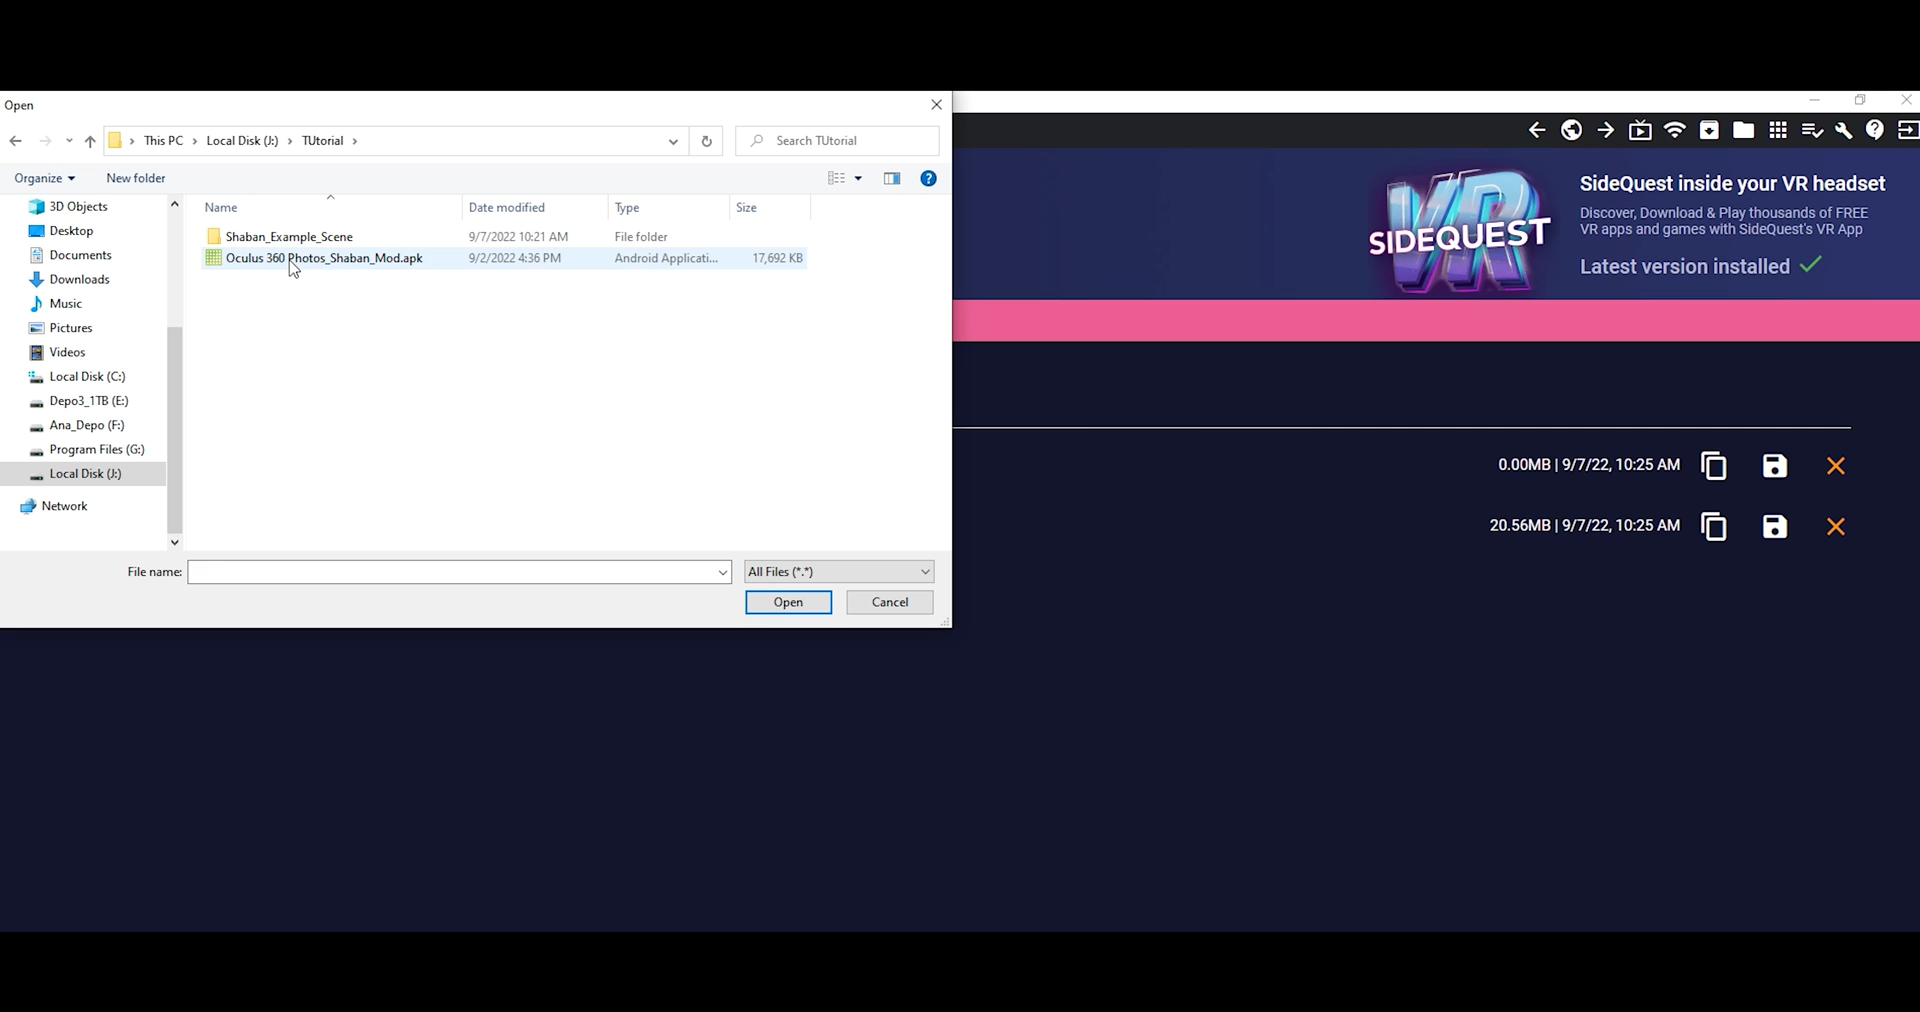 Open
This PC > Local Disk (J:) > TUtorial >
Search TUtorial
Organize
New folder
3D Objects
Desktop
Documents
Downloads
Music
Pictures
Videos
Local Disk (C:)
Depo3_1TB (E:)
Ana_Depo (F:)
Program Files (G:)
Local Disk (J:)
Network
Name Date modified Type Size
Shaban_Example_Scene 9/7/2022 10:21 AM File folder
Oculus 360 Photos_Shaban_Mod.apk 9/2/2022 4:36 PM Android Applicati... 17,692 KB
File name:
All Files (*.*)
Open
Cancel
VR
SIDEQUEST
SideQuest inside your VR headset
Discover, Download & Play thousands of FREE
VR apps and games with SideQuest's VR App
Latest version installed
0.00MB | 9/7/22, 10:25 AM
20.56MB | 9/7/22, 10:25 AM